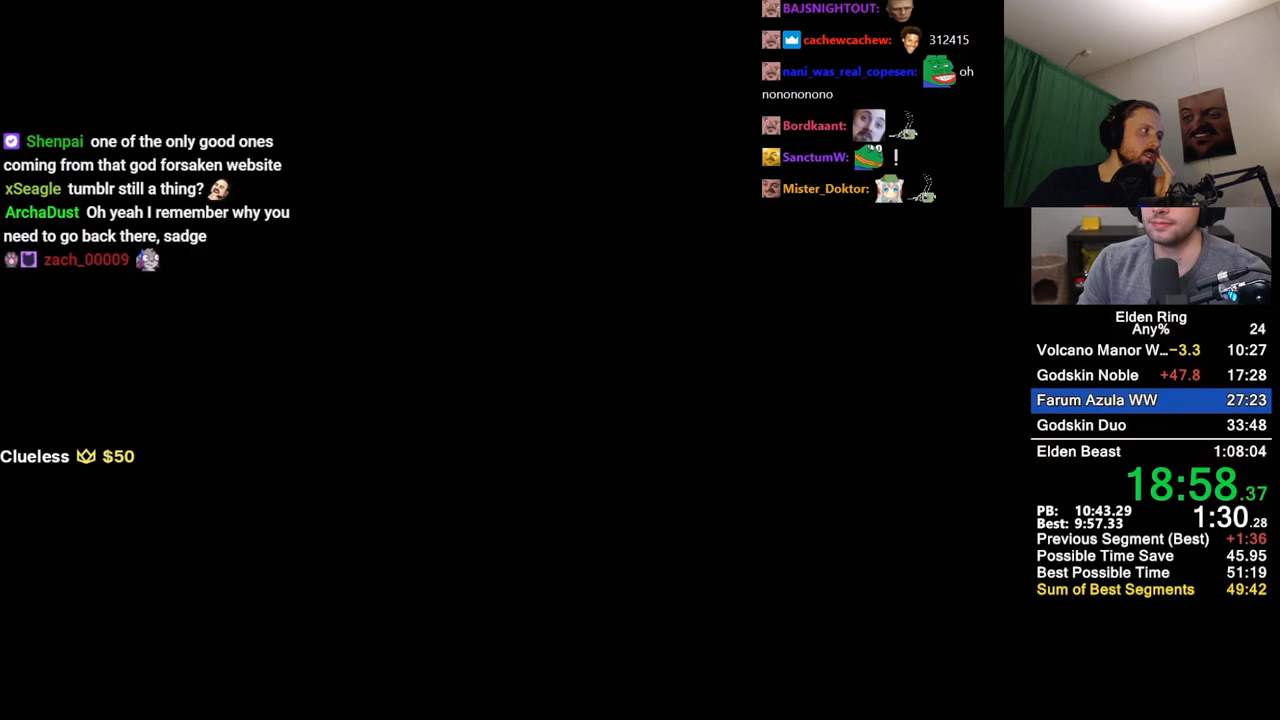 BAJSNIGHTOUT:
cachewcachew: 312415
nani_was_real_copesen: oh
nonononono
Bordkaant:
SanctumW: !
Mister_Doktor:
Shenpai one of the only good ones
coming from that god forsaken website
xSeagle tumblr still a thing?
ArchaDust Oh yeah I remember why you
need to go back there, sadge
zach_00009
Clueless $50
Elden Ring
Any% 24
Volcano Manor W... −3.3 10:27
Godskin Noble +47.8 17:28
Farum Azula WW 27:23
Godskin Duo 33:48
Elden Beast 1:08:04
18:58.37
PB: 10:43.29
Best: 9:57.33
1:30.28
Previous Segment (Best) +1:36
Possible Time Save 45.95
Best Possible Time 51:19
Sum of Best Segments 49:42